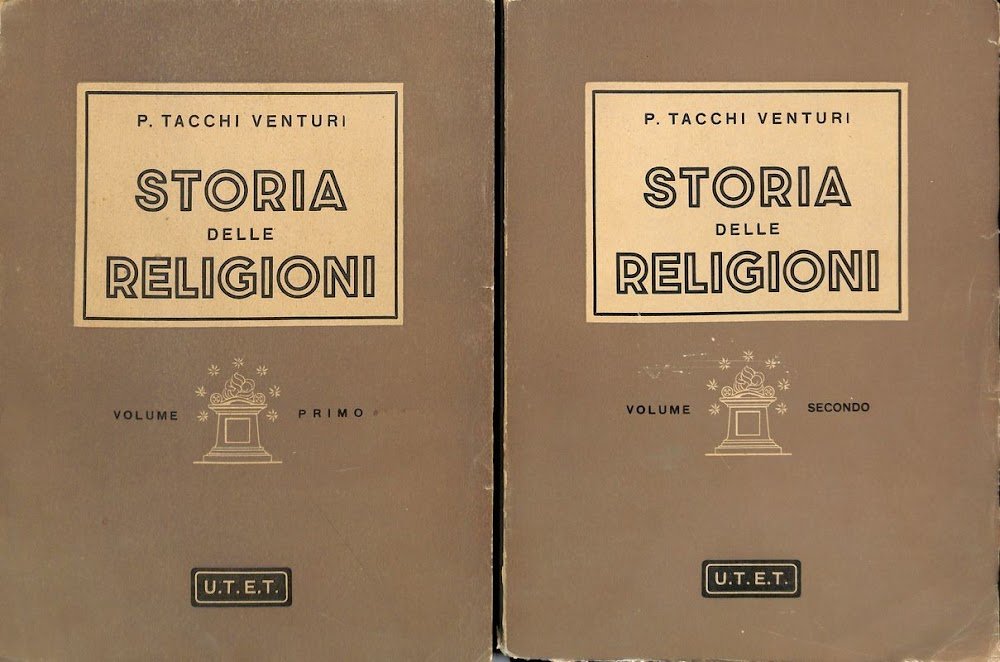 P. TACCHI VENTURI
STORIA
DELLE
RELIGIONI
VOLUME PRIMO
U.T.E.T.
P. TACCHI VENTURI
STORIA
DELLE
RELIGIONI
VOLUME SECONDO
U.T.E.T.